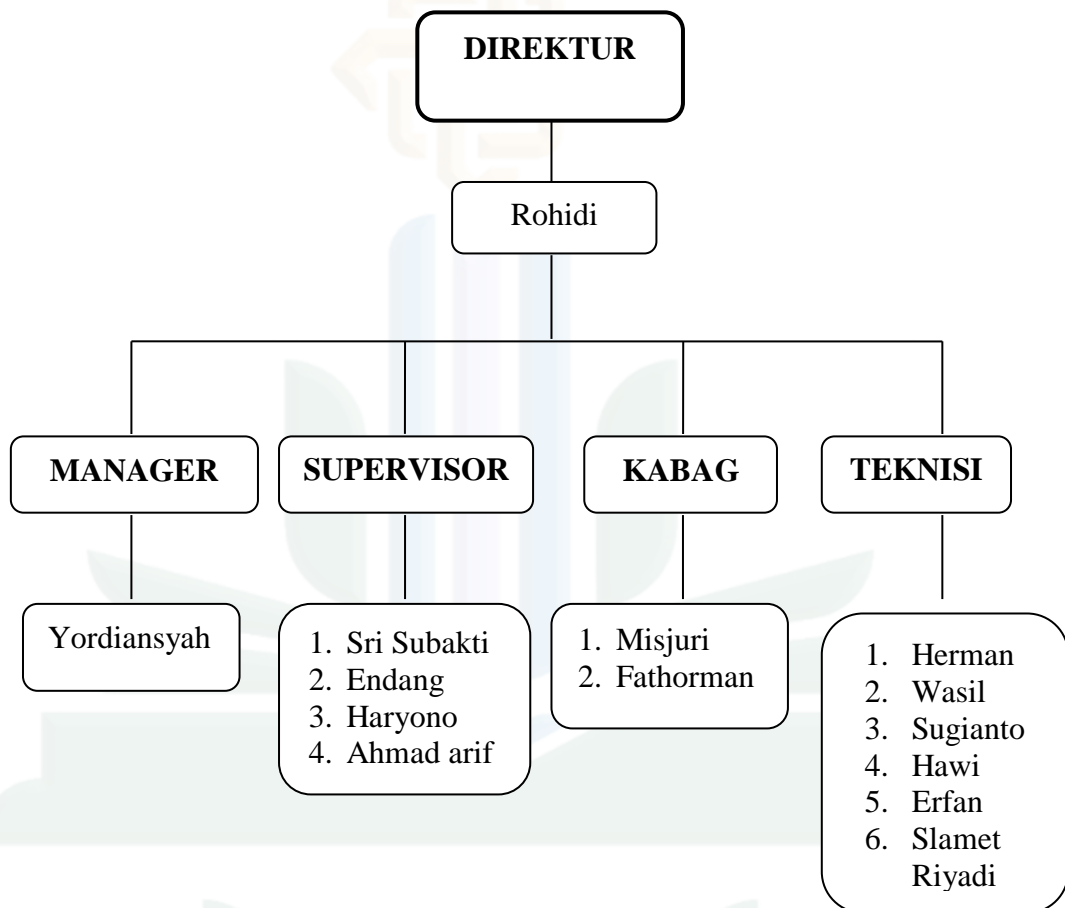 DIREKTUR
Rohidi
MANAGER
SUPERVISOR
KABAG
TEKNISI
Yordiansyah
1. Sri Subakti
2. Endang
3. Haryono
4. Ahmad arif
1. Misjuri
2. Fathorman
1. Herman
2. Wasil
3. Sugianto
4. Hawi
5. Erfan
6. Slamet
Riyadi